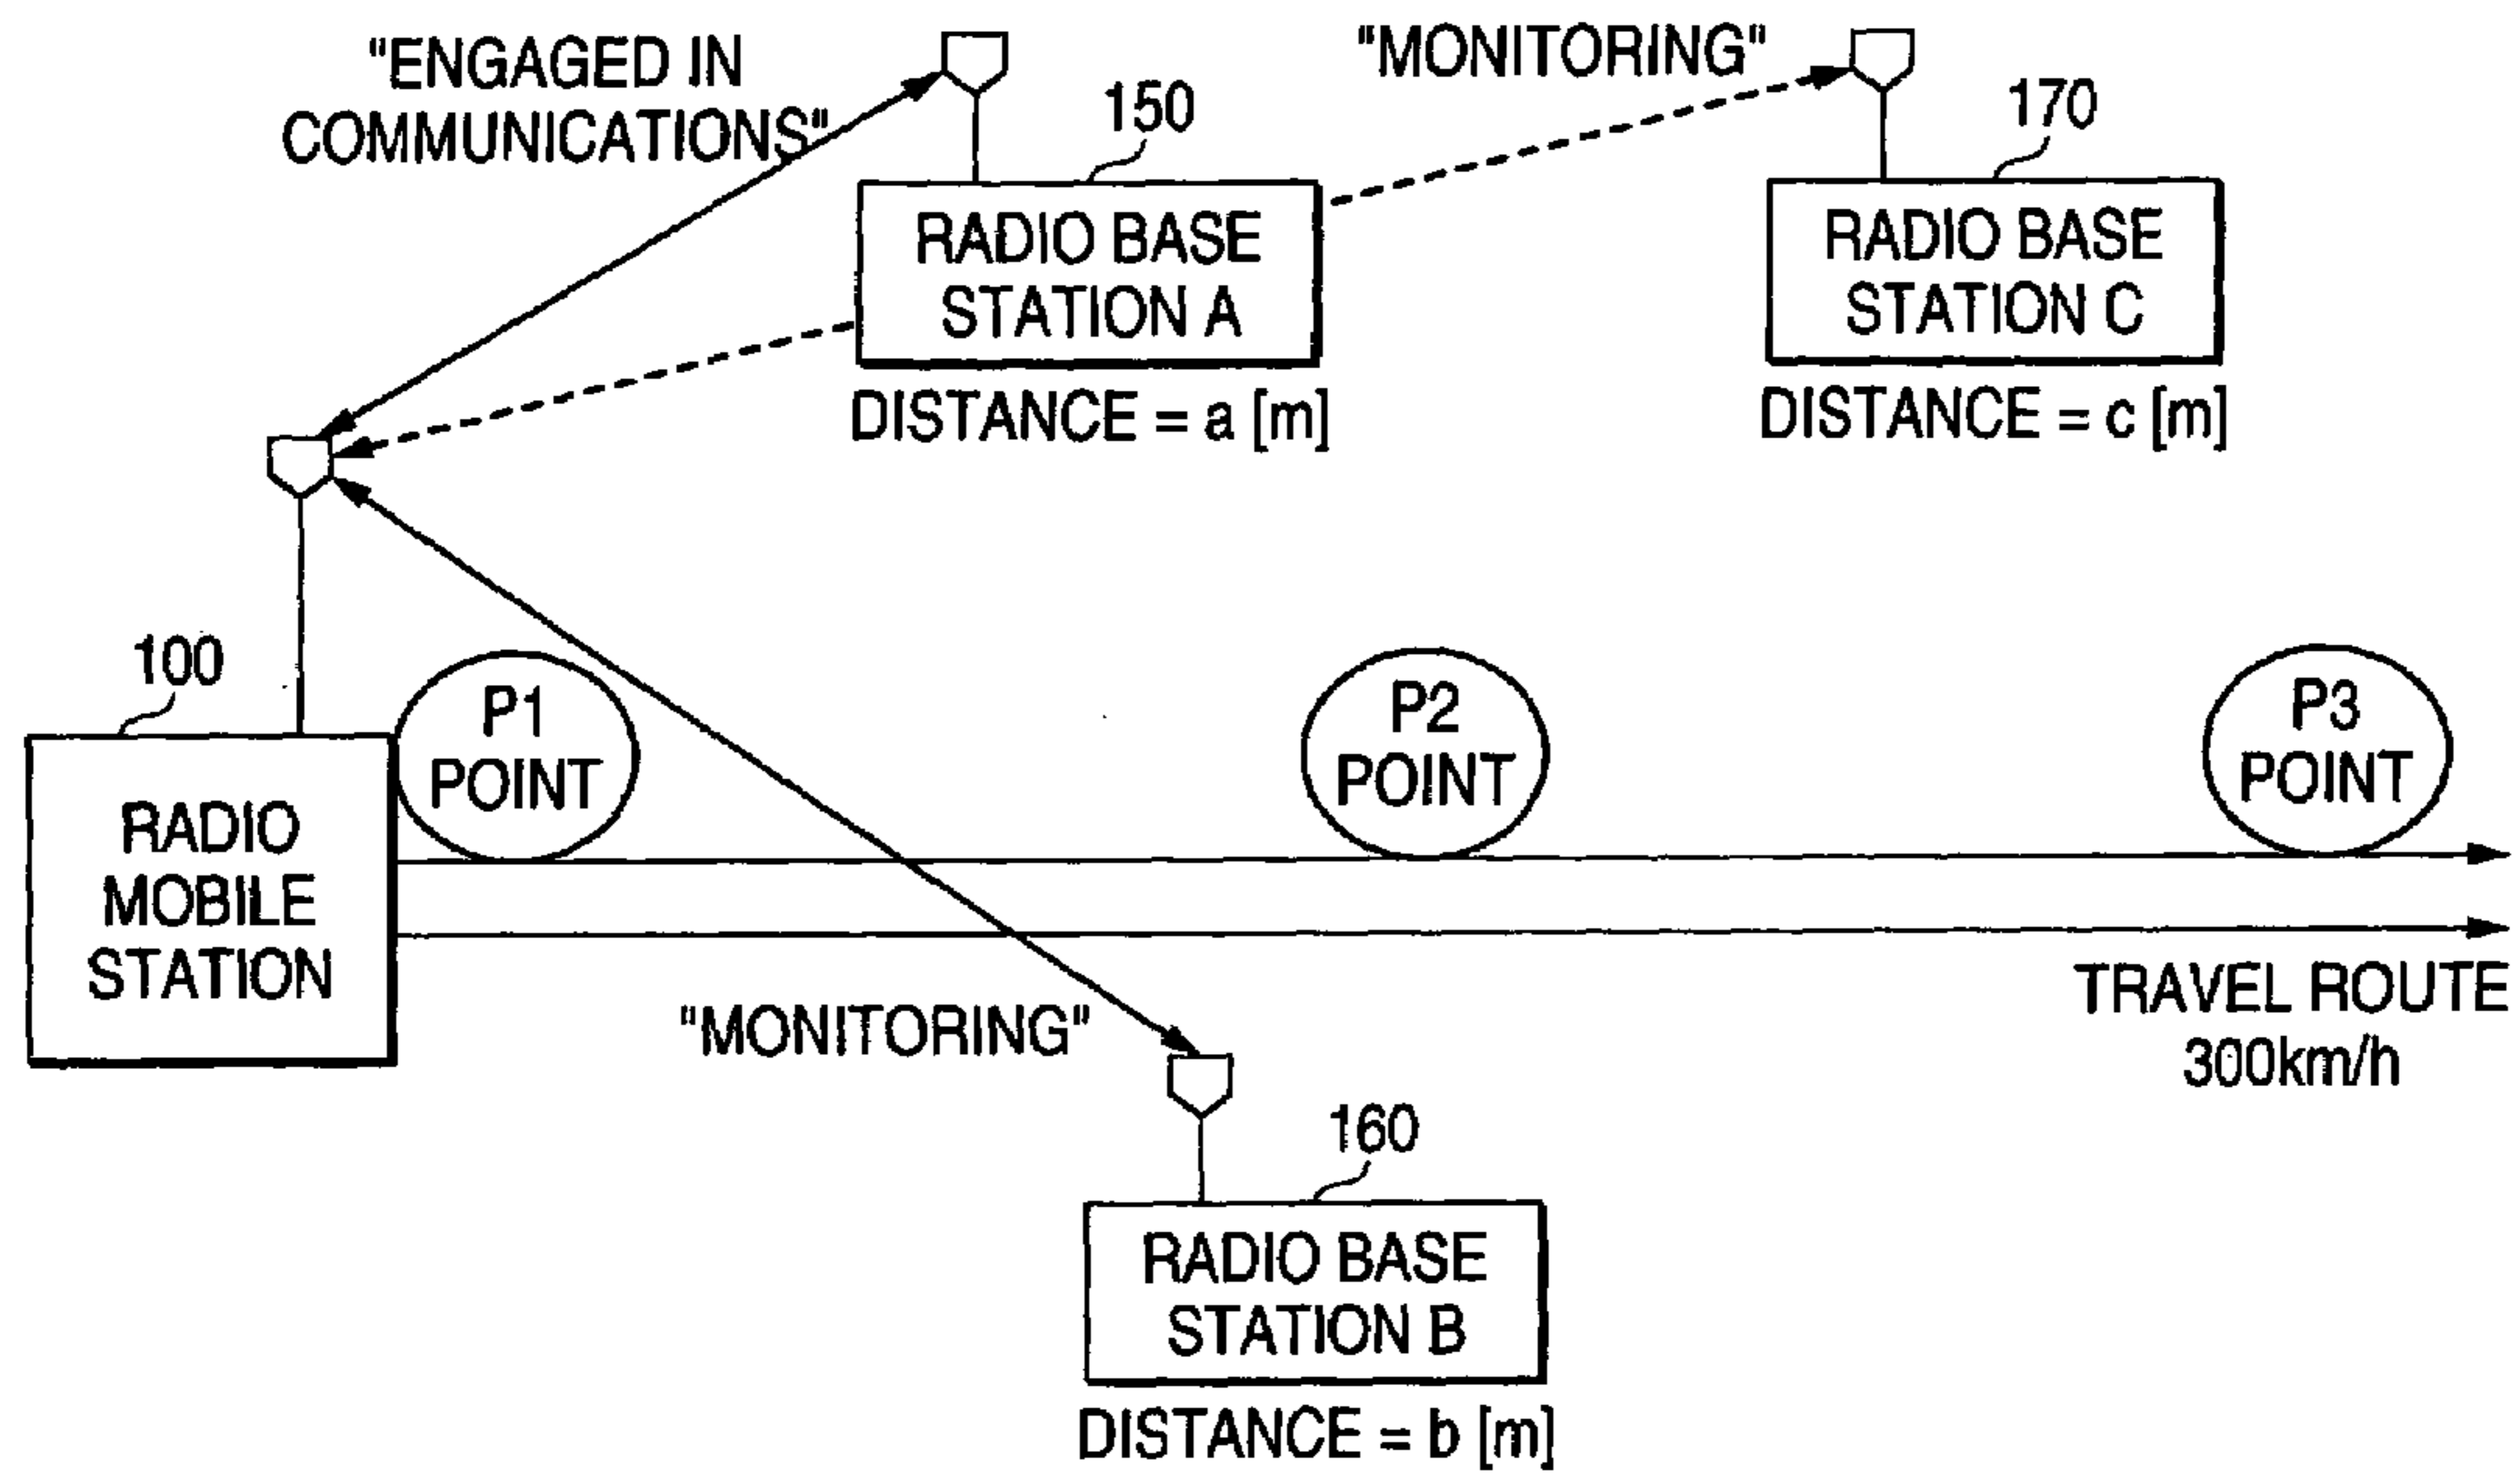 "ENGAGED IN
COMMUNICATIONS"
"MONITORING"
150
170
RADIO BASE
STATION A
RADIO BASE
STATION C
DISTANCE = a [m]
DISTANCE = c [m]
100
P1
POINT
P2
POINT
P3
POINT
RADIO
MOBILE
STATION
TRAVEL ROUTE
300km/h
"MONITORING"
160
RADIO BASE
STATION B
DISTANCE = b [m]